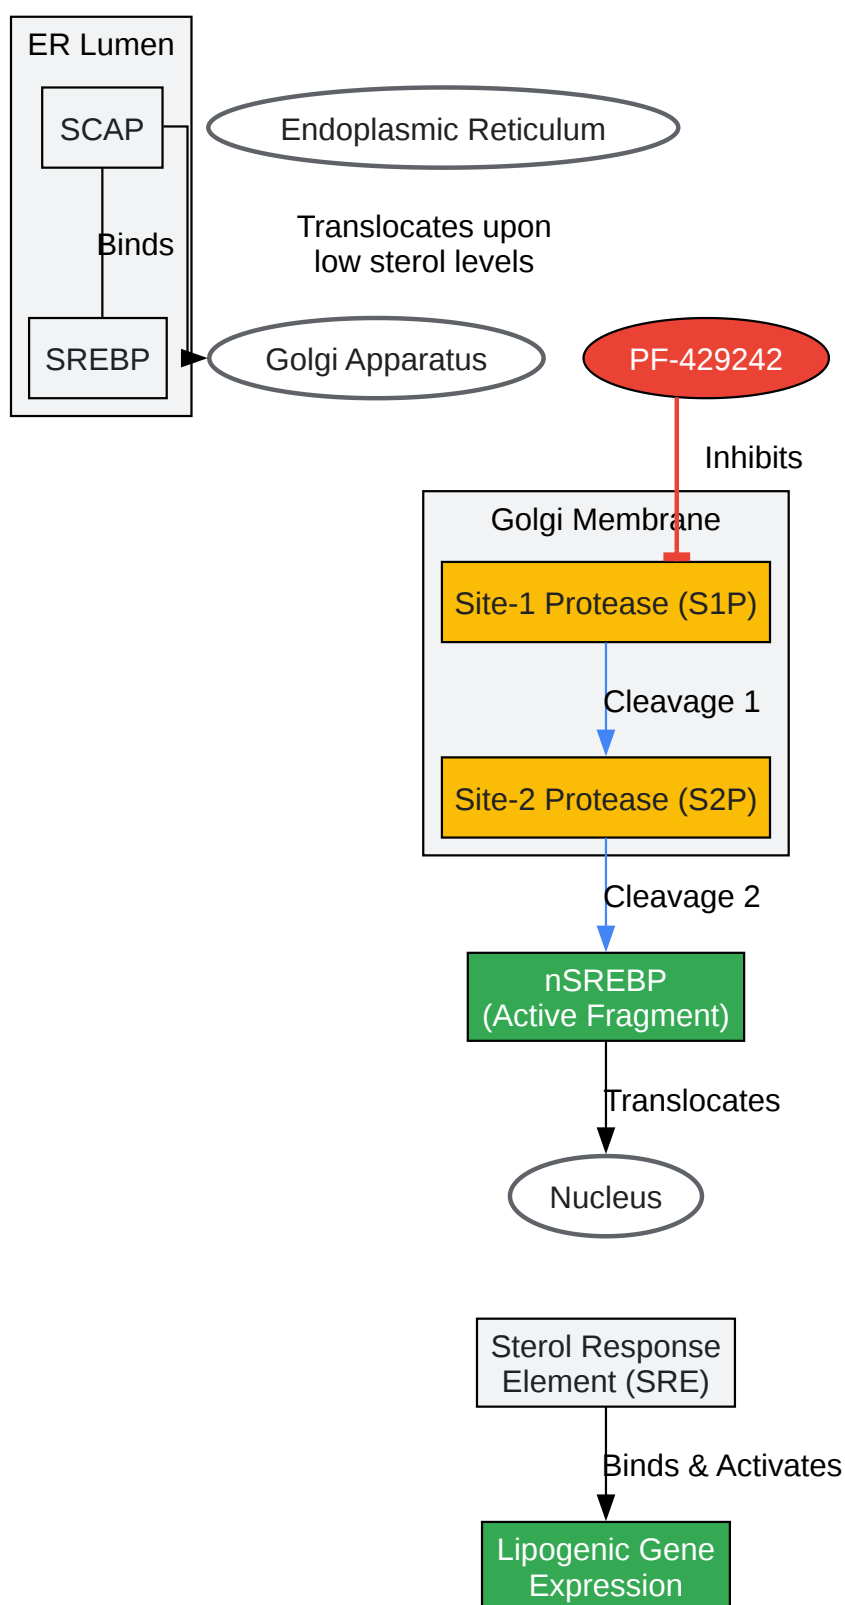 ER Lumen
SCAP
Endoplasmic Reticulum
Binds
Translocates upon
low sterol levels
SREBP
Golgi Apparatus
PF-429242
Inhibits
Golgi Membrane
Site-1 Protease (S1P)
Cleavage 1
Site-2 Protease (S2P)
Cleavage 2
nSREBP
(Active Fragment)
Translocates
Nucleus
Sterol Response
Element (SRE)
Binds & Activates
Lipogenic Gene
Expression